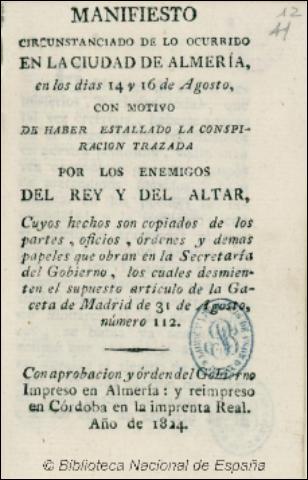 MANIFIESTO
CIRCUNSTANCIADO DE LO OCURRIDO
EN LA CIUDAD DE ALMERÍA,
en los dias 14 y 16 de Agosto,
CON MOTIVO
DE HABER ESTALLADO LA CONSPI-
RACION TRAZADA
POR LOS ENEMIGOS
DEL REY Y DEL ALTAR,
Cuyos hechos son copiados de los
partes, oficios, órdenes y demas
papeles que obran en la Secretaría
del Gobierno, los cuales desmien-
ten el supuesto artículo de la Ga-
ceta de Madrid de 31 de Agosto,
número 112.
Con aprobacion y órden del Gobierno
Impreso en Almería: y reimpreso
en Córdoba en la imprenta Real.
Año de 1824.
12
41
© Biblioteca Nacional de España